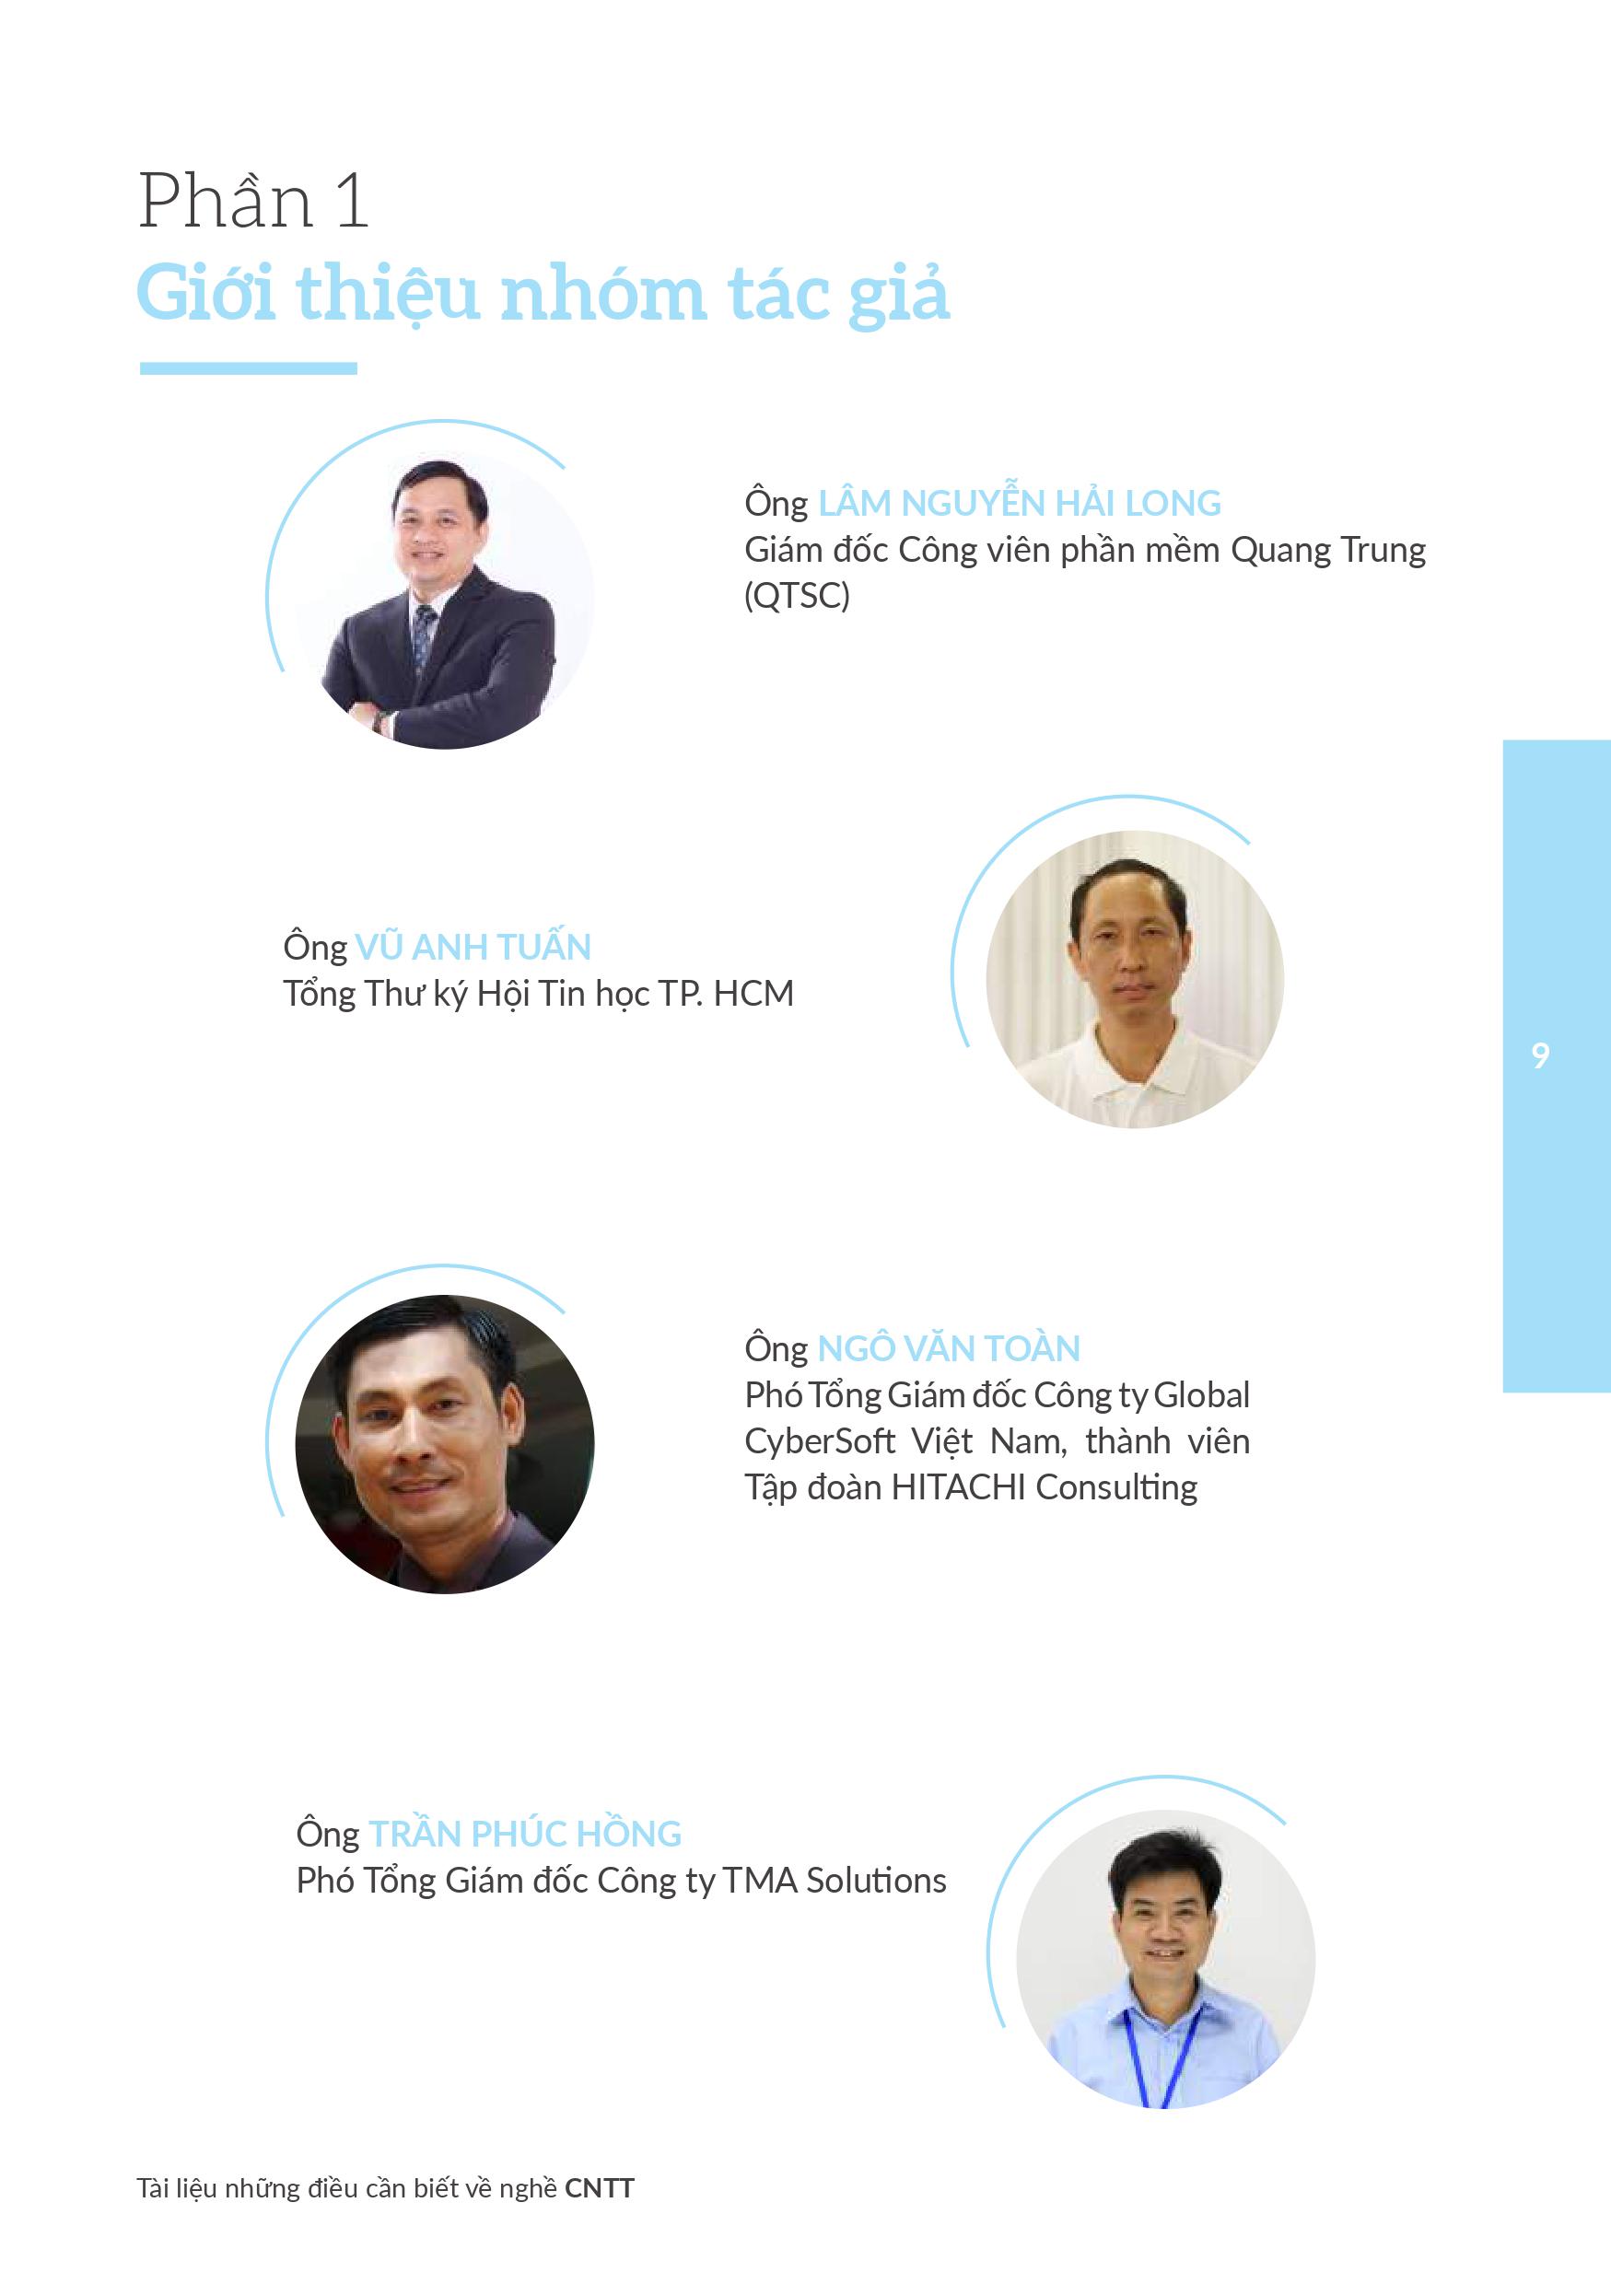 Phần 1
Giới thiệu nhóm tác giả
Ông LÂM NGUYỄN HẢI LONG
Giám đốc Công viên phần mềm Quang Trung
(QTSC)
Ông VŨ ANH TUẤN
Tổng Thư ký Hội Tin học TP. HCM
9
Ông NGÔ VĂN TOÀN
Phó Tổng Giám đốc Công ty Global
CyberSoft Việt Nam, thành viên
Tập đoàn HITACHI Consulting
Ông TRẦN PHÚC HỒNG
Phó Tổng Giám đốc Công ty TMA Solutions
Tài liệu những điều cần biết về nghề CNTT